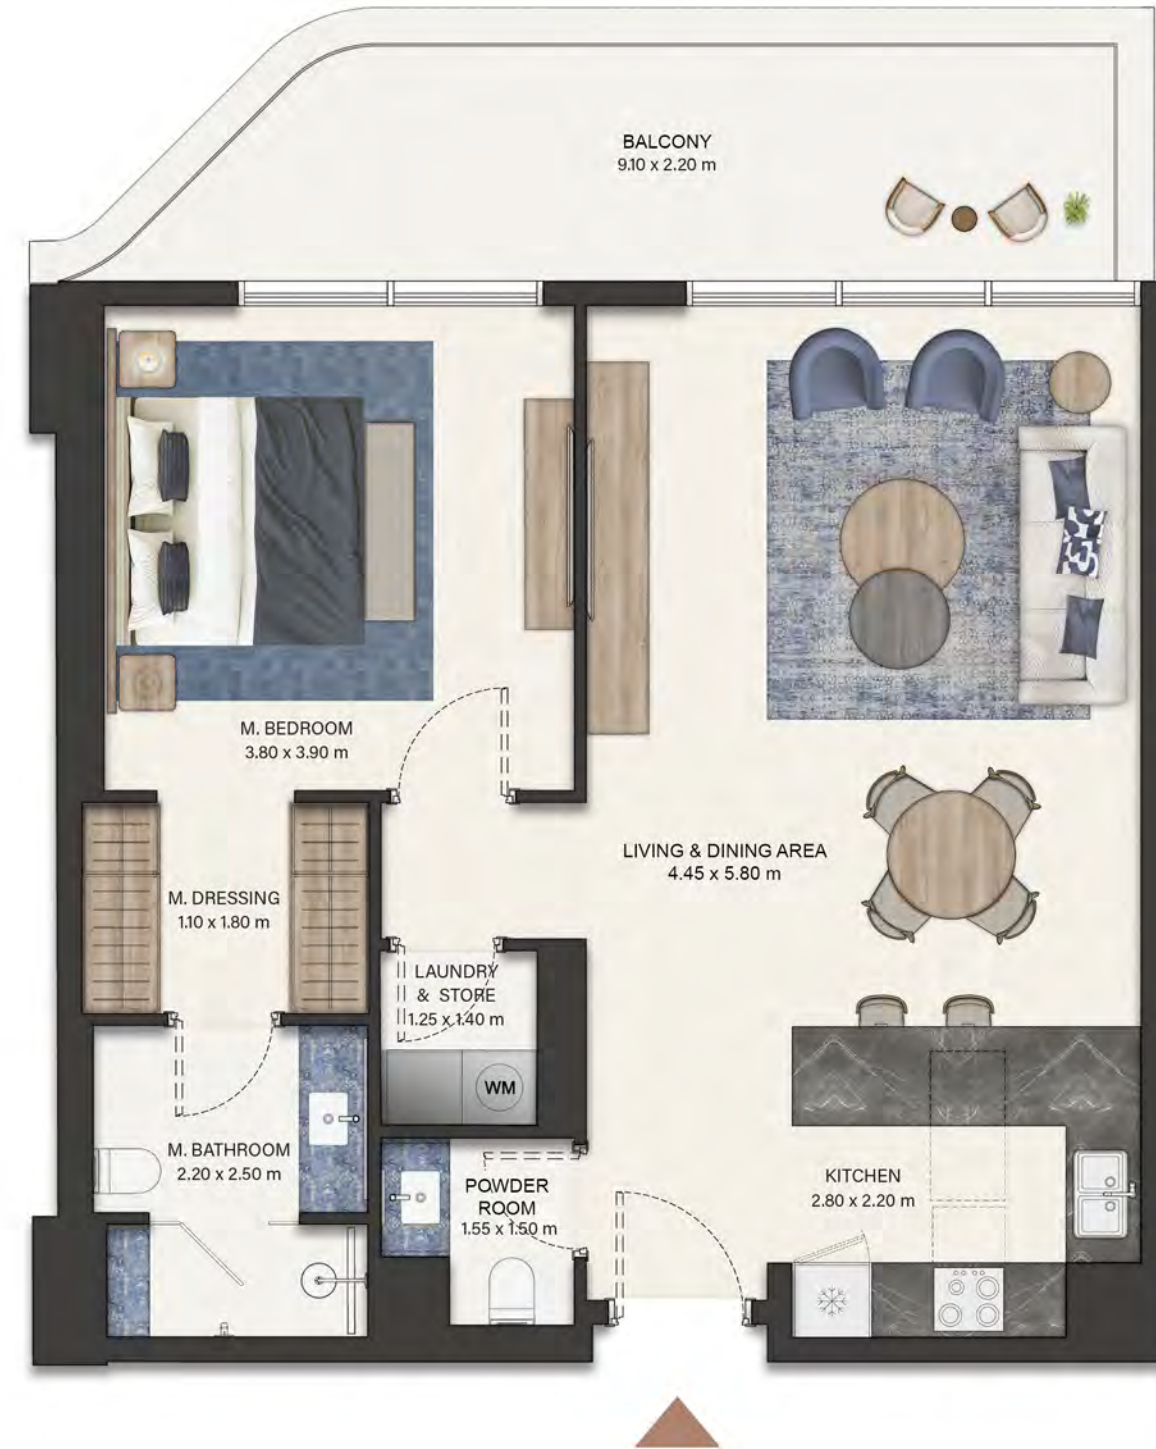 BALCONY
9.10 x 2.20 m
M. BEDROOM
3.80 x 3.90 m
LIVING & DINING AREA
4.45 x 5.80 m
M. DRESSING
1.10 x 1.80 m
LAUNDRY
& STORE
1.25 x 1.40 m
WM
M. BATHROOM
2.20 x 2.50 m
POWDER
ROOM
1.55 x 1.50 m
KITCHEN
2.80 x 2.20 m